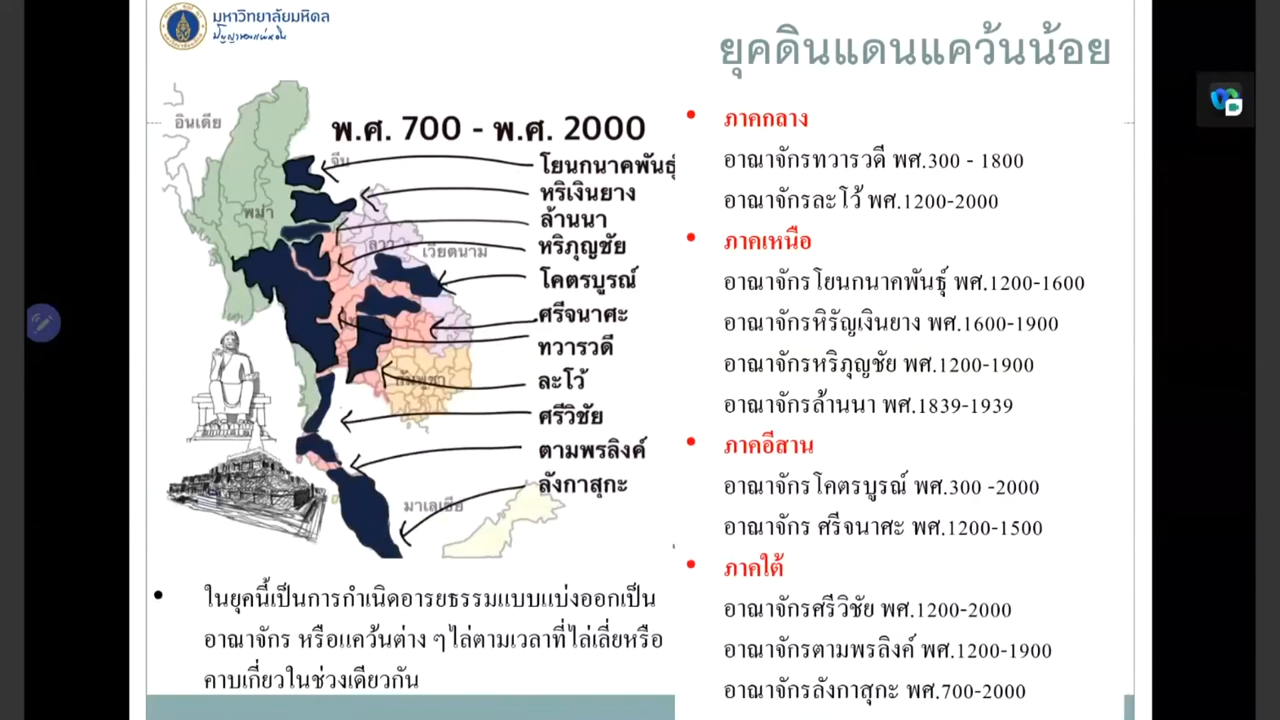 มหาวิทยาลัยมหิดล
ปัญญาของแผ่นดิน
ยุคดินแดนแคว้นน้อย
พ.ศ. 700 - พ.ศ. 2000
อินเดีย
จีน
พม่า
ลาว
เวียดนาม
กัมพูชา
มาเลเซีย
โยนกนาคพันธุ์
หริเงินยาง
ล้านนา
หริภุญชัย
โคตรบูรณ์
ศรีจนาศะ
ทวารวดี
ละโว้
ศรีวิชัย
ตามพรลิงค์
ลังกาสุกะ
• ในยุคนี้เป็นการกำเนิดอารยธรรมแบบแบ่งออกเป็น
อาณาจักร หรือแคว้นต่าง ๆ ไล่ตามเวลาที่ไล่เลี่ยหรือ
คาบเกี่ยวในช่วงเดียวกัน
• ภาคกลาง
อาณาจักรทวารวดี พศ.300 - 1800
อาณาจักรละโว้ พศ.1200-2000
• ภาคเหนือ
อาณาจักรโยนกนาคพันธุ์ พศ.1200-1600
อาณาจักรหิรัญเงินยาง พศ.1600-1900
อาณาจักรหริภุญชัย พศ.1200-1900
อาณาจักรล้านนา พศ.1839-1939
• ภาคอีสาน
อาณาจักรโคตรบูรณ์ พศ.300 -2000
อาณาจักร ศรีจนาศะ พศ.1200-1500
• ภาคใต้
อาณาจักรศรีวิชัย พศ.1200-2000
อาณาจักรตามพรลิงค์ พศ.1200-1900
อาณาจักรลังกาสุกะ พศ.700-2000